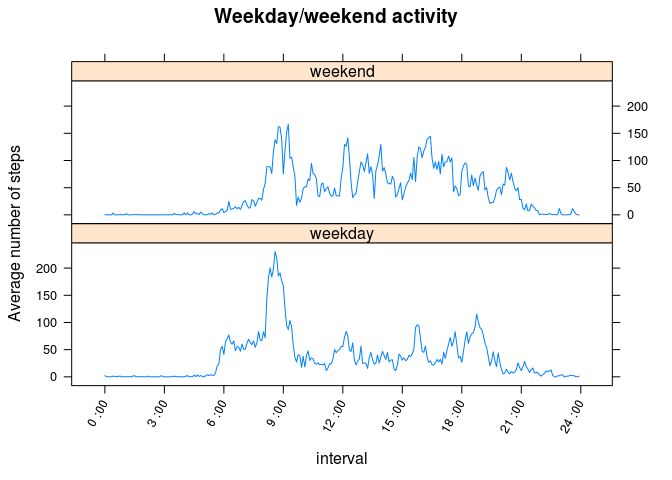 Weekday/weekend activity
weekend
200
150
100
50
0
Average number of steps
weekday
200
150
100
50
0
0:00 3:00 6:00 9:00 12:00 15:00 18:00 21:00 24:00
interval